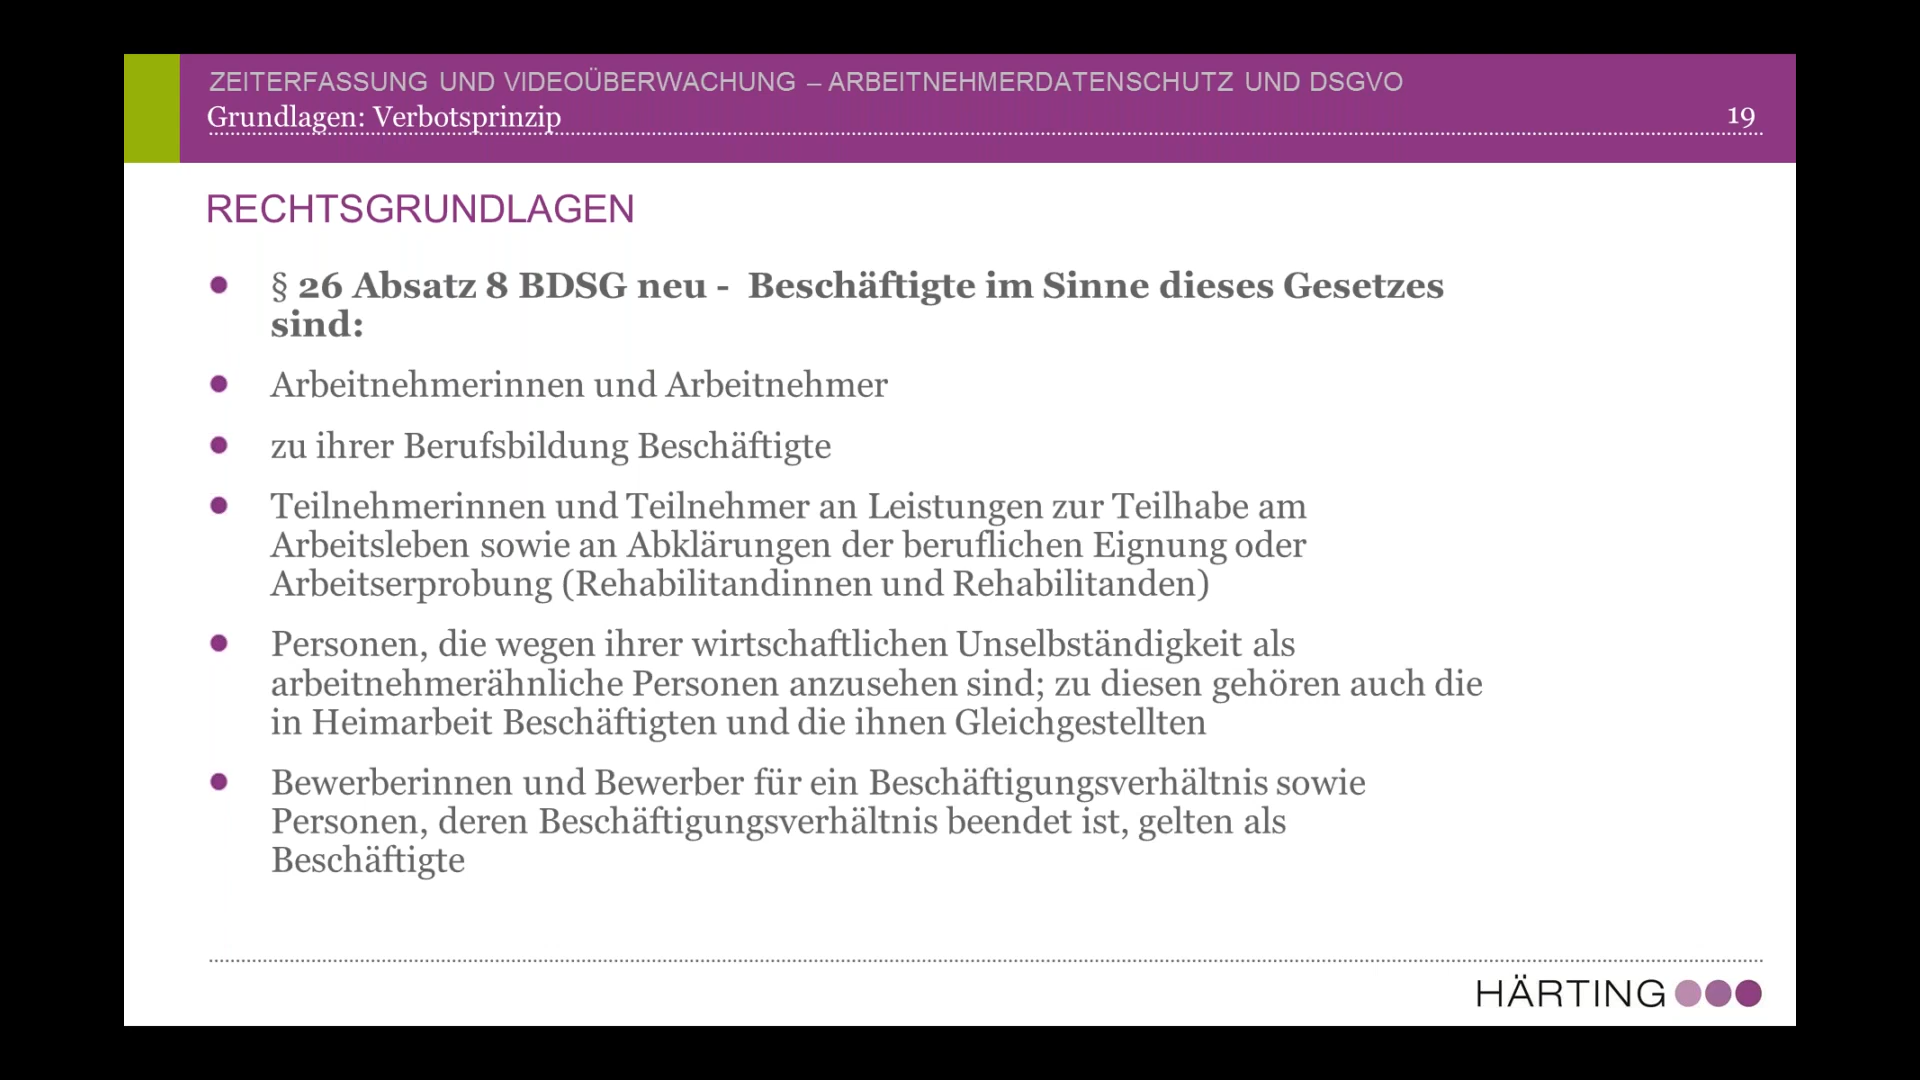 ZEITERFASSUNG UND VIDEOÜBERWACHUNG – ARBEITNEHMERDATENSCHUTZ UND DSGVO
Grundlagen: Verbotsprinzip
19
RECHTSGRUNDLAGEN
§ 26 Absatz 8 BDSG neu - Beschäftigte im Sinne dieses Gesetzes
sind:
Arbeitnehmerinnen und Arbeitnehmer
zu ihrer Berufsbildung Beschäftigte
Teilnehmerinnen und Teilnehmer an Leistungen zur Teilhabe am
Arbeitsleben sowie an Abklärungen der beruflichen Eignung oder
Arbeitserprobung (Rehabilitandinnen und Rehabilitanden)
Personen, die wegen ihrer wirtschaftlichen Unselbständigkeit als
arbeitnehmerähnliche Personen anzusehen sind; zu diesen gehören auch die
in Heimarbeit Beschäftigten und die ihnen Gleichgestellten
Bewerberinnen und Bewerber für ein Beschäftigungsverhältnis sowie
Personen, deren Beschäftigungsverhältnis beendet ist, gelten als
Beschäftigte
HÄRTING